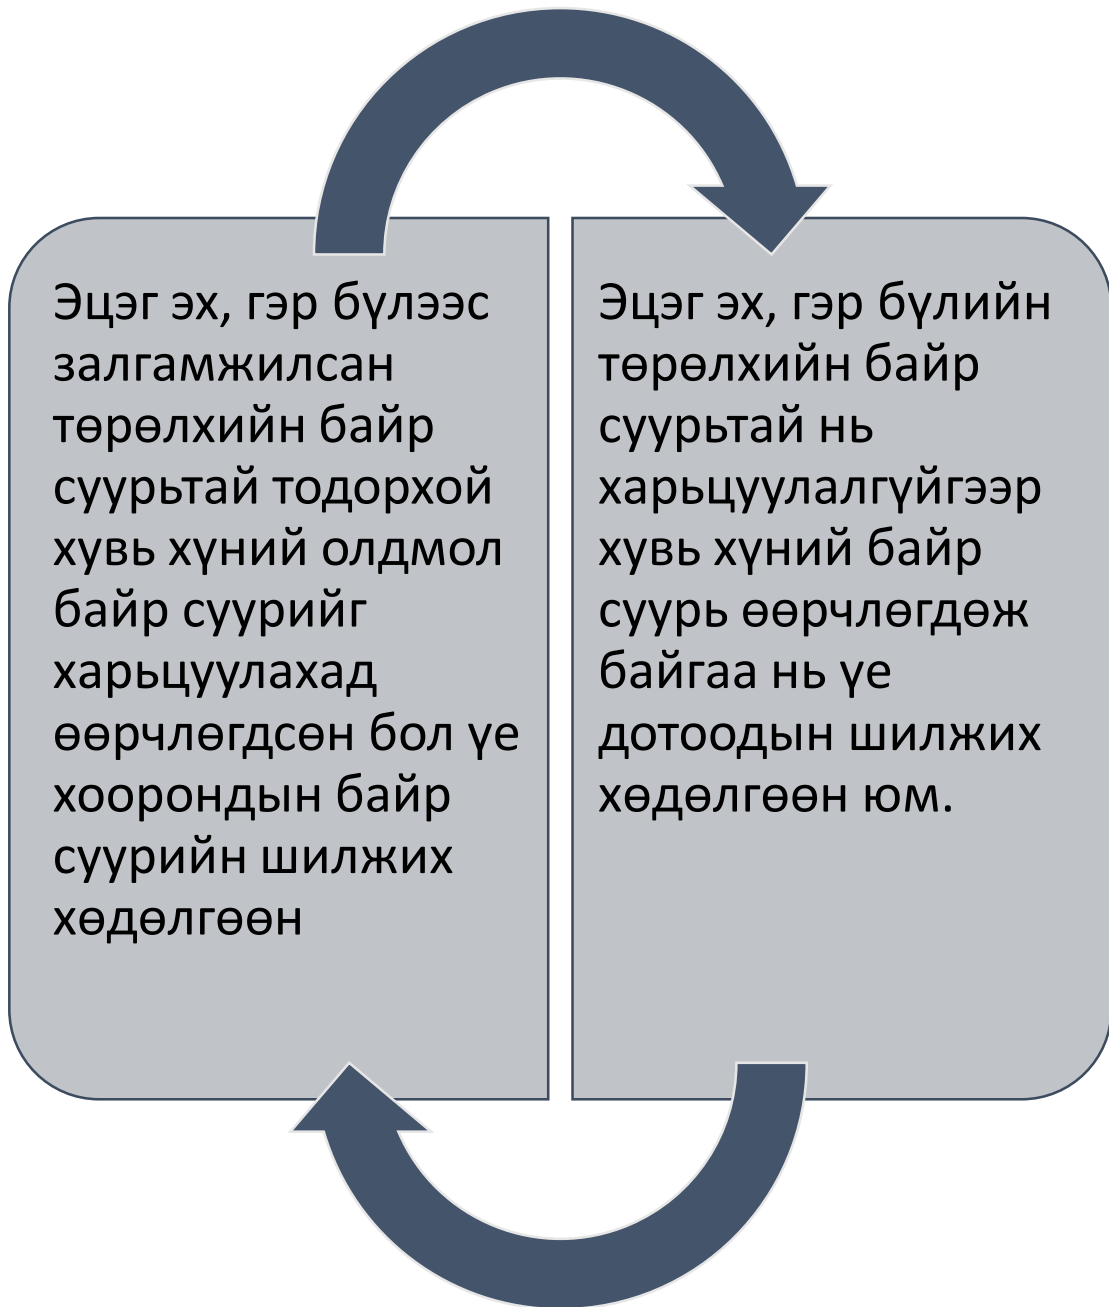 Эцэг эх, гэр бүлээс
залгамжилсан
төрөлхийн байр
суурьтай тодорхой
хувь хүний олдмол
байр суурийг
харьцуулахад
өөрчлөгдсөн бол үе
хоорондын байр
суурийн шилжих
хөдөлгөөн
Эцэг эх, гэр бүлийн
төрөлхийн байр
суурьтай нь
харьцуулалгүйгээр
хувь хүний байр
суурь өөрчлөгдөж
байгаа нь үе
дотоодын шилжих
хөдөлгөөн юм.